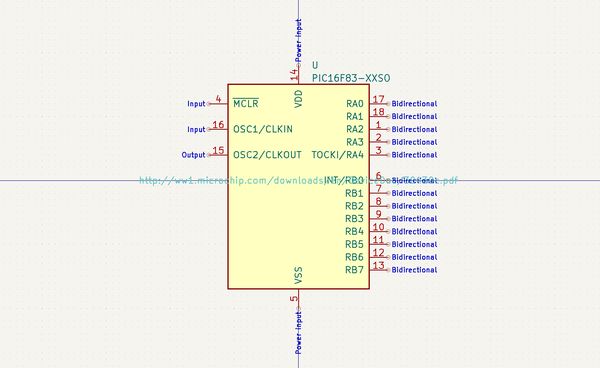 Power Input
U
PIC16F83-XXSO
14
VDD
Input 4 MCLR
RA0 17 Bidirectional
RA1 18 Bidirectional
Input 16 OSC1/CLKIN
RA2 1 Bidirectional
RA3 2 Bidirectional
Output 15 OSC2/CLKOUT
TOCKI/RA4 3 Bidirectional
http://ww1.microchip.com/downloads
.pdf
INT/RB0 6 Bidirectional
RB1 7 Bidirectional
RB2 8 Bidirectional
RB3 9 Bidirectional
RB4 10 Bidirectional
RB5 11 Bidirectional
RB6 12 Bidirectional
RB7 13 Bidirectional
VSS
5
Power Input